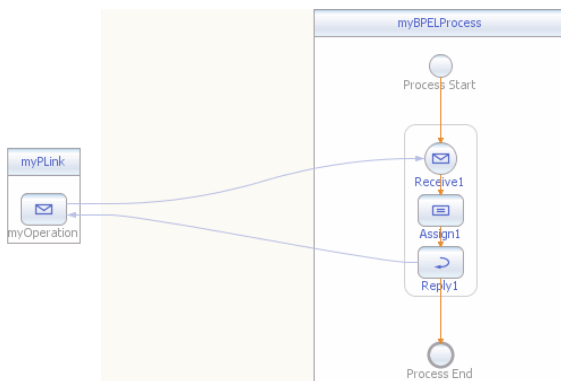 myBPELProcess
Process Start
myPLink
Receive1
myOperation
Assign1
Reply1
Process End